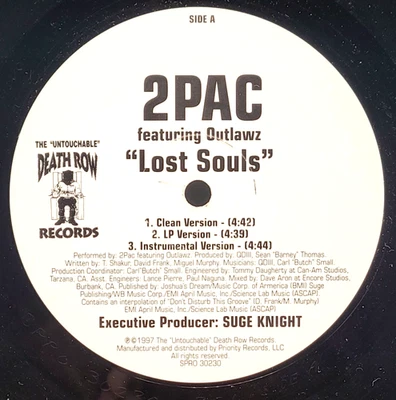 SIDE A
2PAC
featuring Outlawz
"Lost Souls"
THE "UNTOUCHABLE"
DEATH ROW
RECORDS
1. Clean Version - (4:42)
2. LP Version - (4:39)
3. Instrumental Version - (4:44)
Performed by: 2Pac featuring Outlawz. Produced by: QDIII, Sean "Barney" Thomas.
Written by: T. Shakur, David Frank, Miguel Murphy. Musicians: QDIII, Carl "Butch" Small.
Production Coordinator: Carl"Butch" Small. Engineered by: Tommy Daugherty at Can-Am Studios,
Tarzana, CA. Asst. Engineers: Lance Pierre, Paul Naguna. Mixed by: Dave Aron at Encore Studios,
Burbank, CA. Published by: Joshua's Dream/Music Corp. of Armerica (BMI) Suge
Publishing/WB Music Corp./EMI April Music, Inc./Science Lab Music (ASCAP)
Contains an interpolation of "Don't Disturb This Groove" (D. Frank/M. Murphy)
EMI April Music, Inc./Science Lab Music (ASCAP)
Executive Producer: SUGE KNIGHT
℗©1997 The "Untouchable" Death Row Records.
Manufactured and distributed by Priority Records, LLC
All rights reserved
SPRO 30230